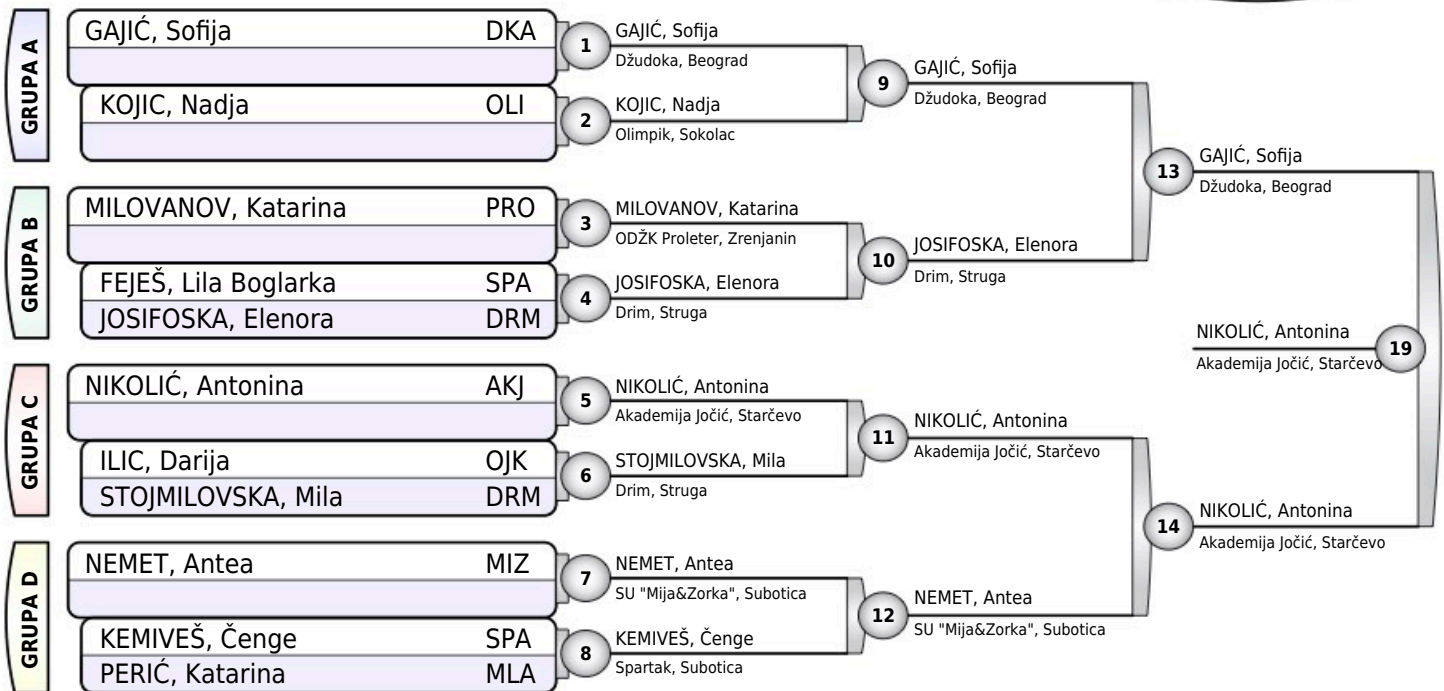 GRUPA A
GAJIĆ, Sofija DKA
KOJIC, Nadja OLI
GRUPA B
MILOVANOV, Katarina PRO
FEJEŠ, Lila Boglarka SPA
JOSIFOSKA, Elenora DRM
GRUPA C
NIKOLIĆ, Antonina AKJ
ILIC, Darija OJK
STOJMILOVSKA, Mila DRM
GRUPA D
NEMET, Antea MIZ
KEMIVEŠ, Čenge SPA
PERIĆ, Katarina MLA
1
GAJIĆ, Sofija
Džudoka, Beograd
2
KOJIC, Nadja
Olimpik, Sokolac
3
MILOVANOV, Katarina
ODŽK Proleter, Zrenjanin
4
JOSIFOSKA, Elenora
Drim, Struga
5
NIKOLIĆ, Antonina
Akademija Jočić, Starčevo
6
STOJMILOVSKA, Mila
Drim, Struga
7
NEMET, Antea
SU "Mija&Zorka", Subotica
8
KEMIVEŠ, Čenge
Spartak, Subotica
9
GAJIĆ, Sofija
Džudoka, Beograd
10
JOSIFOSKA, Elenora
Drim, Struga
11
NIKOLIĆ, Antonina
Akademija Jočić, Starčevo
12
NEMET, Antea
SU "Mija&Zorka", Subotica
13
GAJIĆ, Sofija
Džudoka, Beograd
14
NIKOLIĆ, Antonina
Akademija Jočić, Starčevo
NIKOLIĆ, Antonina
Akademija Jočić, Starčevo
19